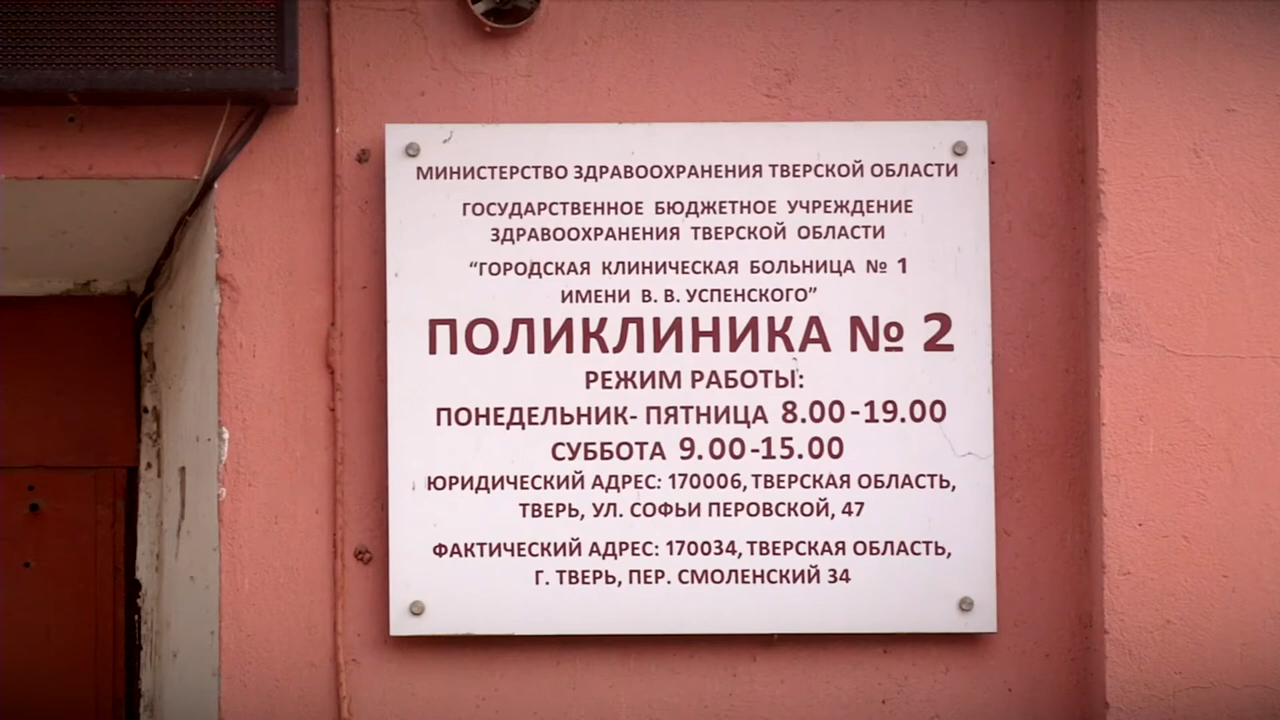 МИНИСТЕРСТВО ЗДРАВООХРАНЕНИЯ ТВЕРСКОЙ ОБЛАСТИ
ГОСУДАРСТВЕННОЕ БЮДЖЕТНОЕ УЧРЕЖДЕНИЕ
ЗДРАВООХРАНЕНИЯ ТВЕРСКОЙ ОБЛАСТИ
“ГОРОДСКАЯ КЛИНИЧЕСКАЯ БОЛЬНИЦА № 1
ИМЕНИ В. В. УСПЕНСКОГО”
ПОЛИКЛИНИКА № 2
РЕЖИМ РАБОТЫ:
ПОНЕДЕЛЬНИК- ПЯТНИЦА 8.00-19.00
СУББОТА 9.00-15.00
ЮРИДИЧЕСКИЙ АДРЕС: 170006, ТВЕРСКАЯ ОБЛАСТЬ,
ТВЕРЬ, УЛ. СОФЬИ ПЕРОВСКОЙ, 47
ФАКТИЧЕСКИЙ АДРЕС: 170034, ТВЕРСКАЯ ОБЛАСТЬ,
Г. ТВЕРЬ, ПЕР. СМОЛЕНСКИЙ 34